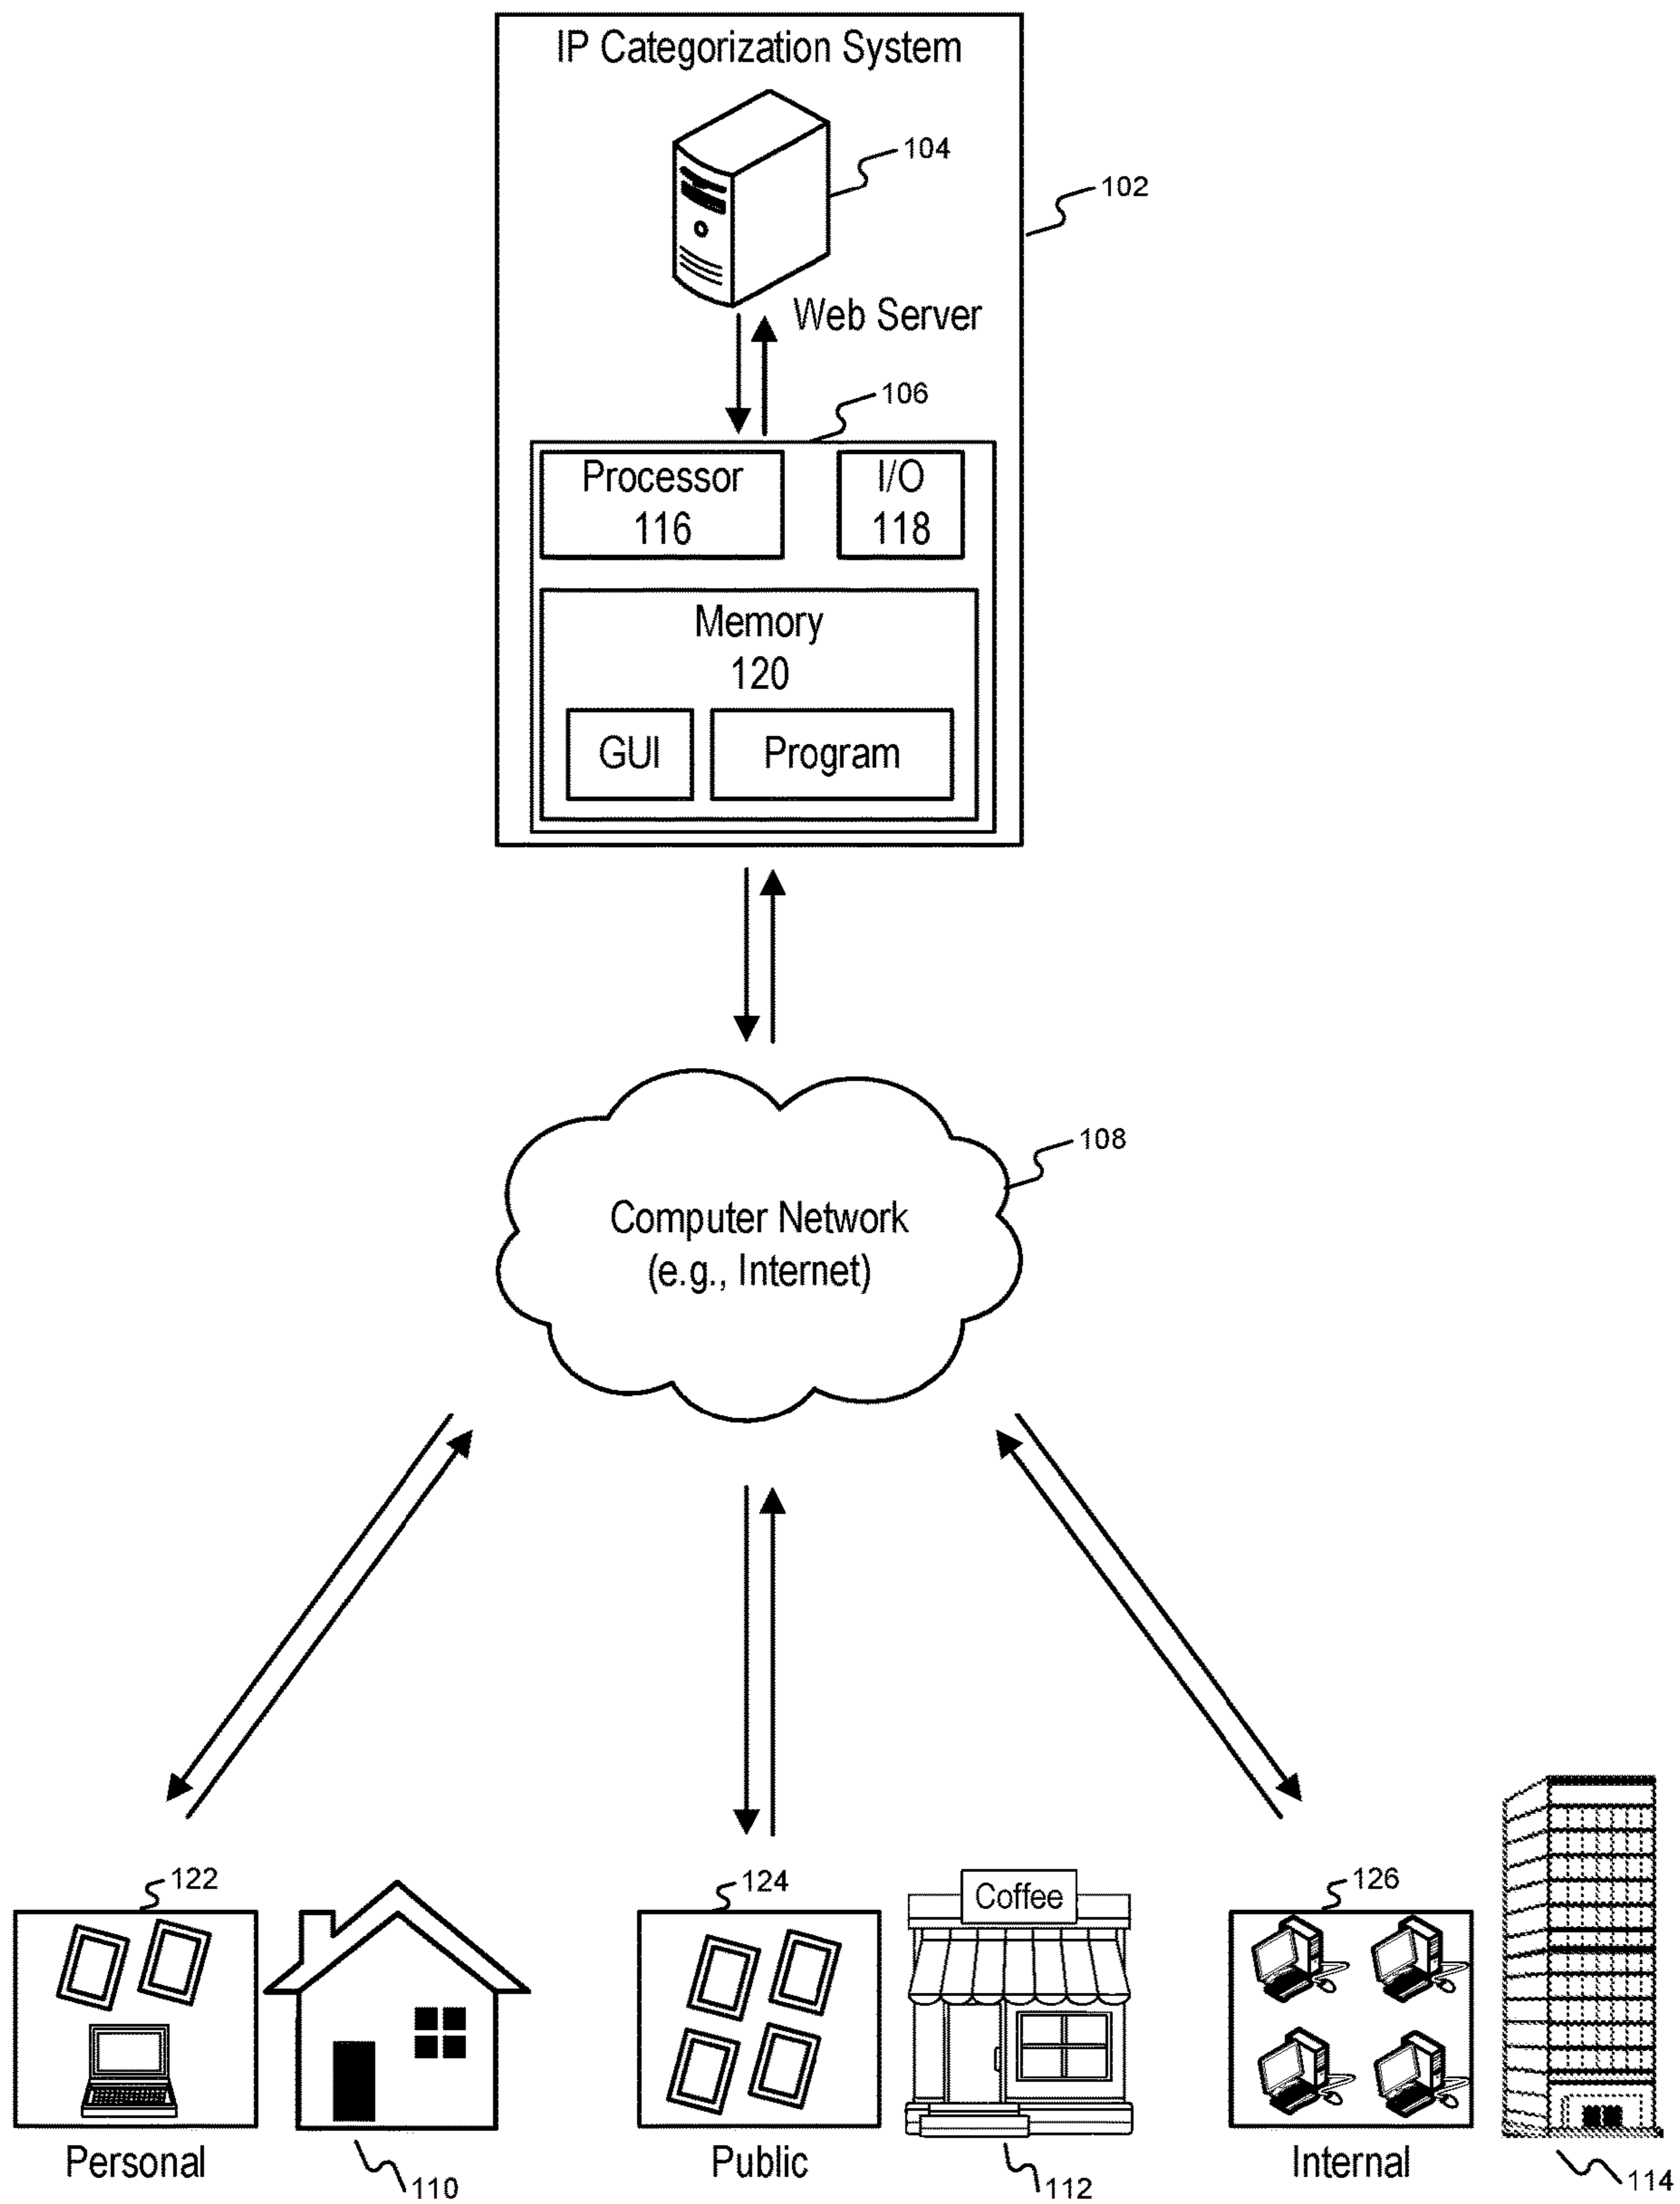 IP Categorization System
104
102
Web Server
106
Processor
116
I/O
118
Memory
120
GUI
Program
108
Computer Network
(e.g., Internet)
122
124
Coffee
126
Personal
110
Public
112
Internal
114